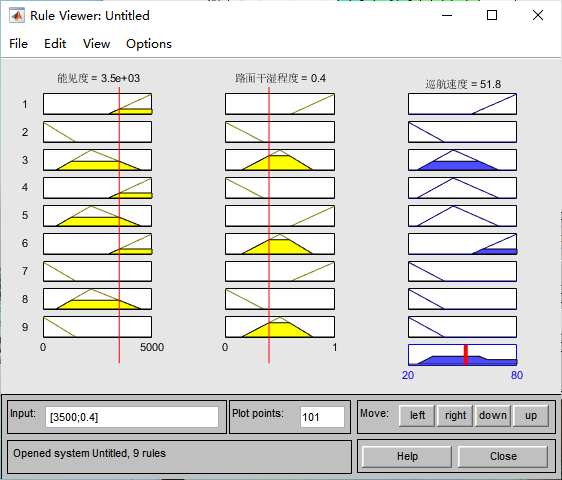 Rule Viewer: Untitled
File Edit View Options
能见度 = 3.5e+03 路面干湿程度 = 0.4 巡航速度 = 51.8
1
2
3
4
5
6
7
8
9
0 5000 0 1
20 80
Input: [3500;0.4] Plot points: 101 Move: left right down up
Opened system Untitled, 9 rules Help Close